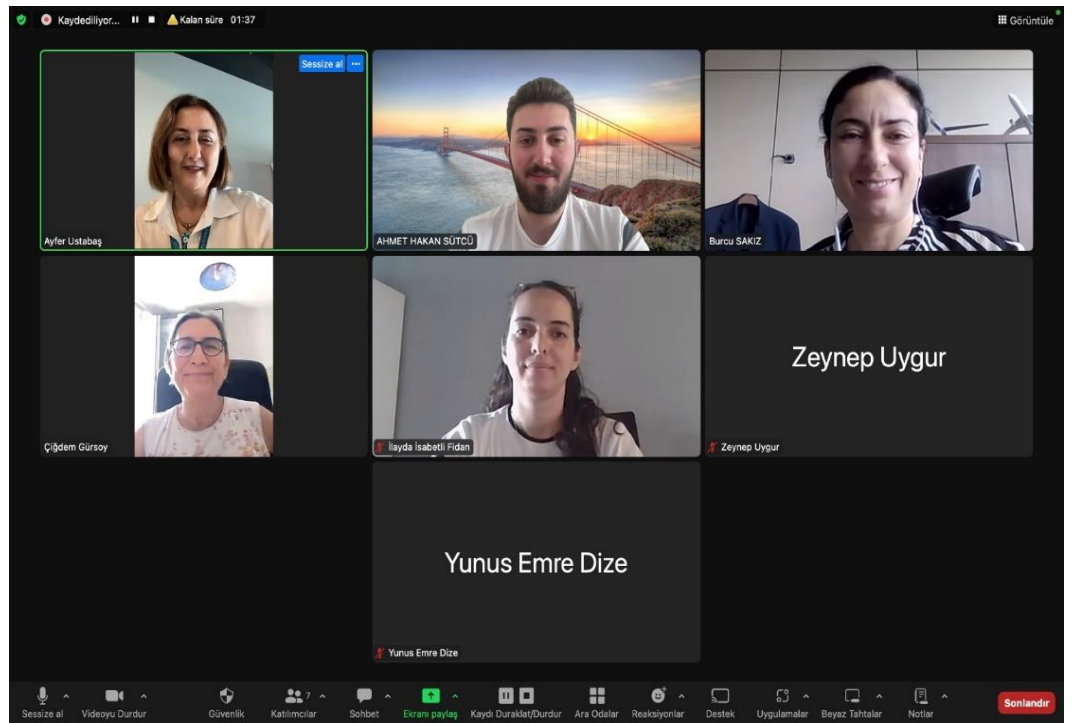 Kaydediliyor... Kalan süre 01:37 Görüntüle
Sessize al
Ayfer Ustabaş
AHMET HAKAN SÜTCÜ
Burcu SAKIZ
Çiğdem Gürsoy
İlayda İsabetli Fidan
Zeynep Uygur
Zeynep Uygur
Yunus Emre Dize
Yunus Emre Dize
Sessize al Videoyu Durdur Güvenlik 7 Katılımcılar Sohbet Ekranı paylaş Kaydı Duraklat/Durdur Ara Odalar Reaksiyonlar Destek Uygulamalar Beyaz Tahtalar Notlar Sonlandır